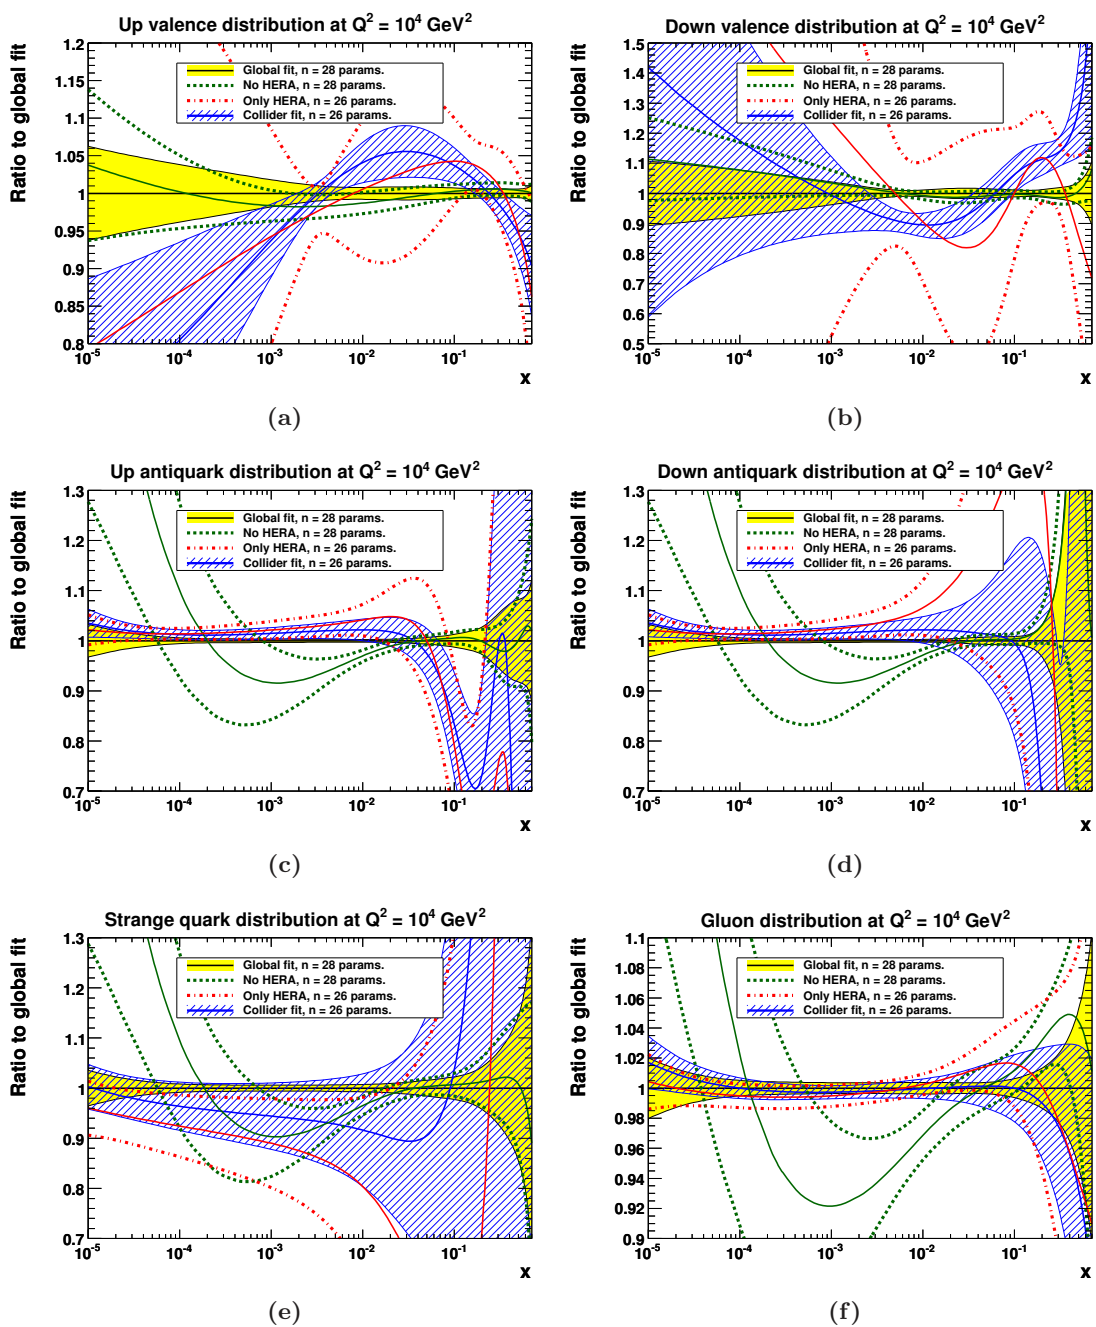 Up valence distribution at Q² = 10⁴ GeV²
Ratio to global fit
1.2
1.15
1.1
1.05
1
0.95
0.9
0.85
0.8
Global fit, n = 28 params.
No HERA, n = 28 params.
Only HERA, n = 26 params.
Collider fit, n = 26 params.
10⁻⁵ 10⁻⁴ 10⁻³ 10⁻² 10⁻¹
x
(a)
Down valence distribution at Q² = 10⁴ GeV²
Ratio to global fit
1.5
1.4
1.3
1.2
1.1
1
0.9
0.8
0.7
0.6
0.5
Global fit, n = 28 params.
No HERA, n = 28 params.
Only HERA, n = 26 params.
Collider fit, n = 26 params.
10⁻⁵ 10⁻⁴ 10⁻³ 10⁻² 10⁻¹
x
(b)
Up antiquark distribution at Q² = 10⁴ GeV²
Ratio to global fit
1.3
1.2
1.1
1
0.9
0.8
0.7
Global fit, n = 28 params.
No HERA, n = 28 params.
Only HERA, n = 26 params.
Collider fit, n = 26 params.
10⁻⁵ 10⁻⁴ 10⁻³ 10⁻² 10⁻¹
x
(c)
Down antiquark distribution at Q² = 10⁴ GeV²
Ratio to global fit
1.3
1.2
1.1
1
0.9
0.8
0.7
Global fit, n = 28 params.
No HERA, n = 28 params.
Only HERA, n = 26 params.
Collider fit, n = 26 params.
10⁻⁵ 10⁻⁴ 10⁻³ 10⁻² 10⁻¹
x
(d)
Strange quark distribution at Q² = 10⁴ GeV²
Ratio to global fit
1.3
1.2
1.1
1
0.9
0.8
0.7
Global fit, n = 28 params.
No HERA, n = 28 params.
Only HERA, n = 26 params.
Collider fit, n = 26 params.
10⁻⁵ 10⁻⁴ 10⁻³ 10⁻² 10⁻¹
x
(e)
Gluon distribution at Q² = 10⁴ GeV²
Ratio to global fit
1.1
1.08
1.06
1.04
1.02
1
0.98
0.96
0.94
0.92
0.9
Global fit, n = 28 params.
No HERA, n = 28 params.
Only HERA, n = 26 params.
Collider fit, n = 26 params.
10⁻⁵ 10⁻⁴ 10⁻³ 10⁻² 10⁻¹
x
(f)